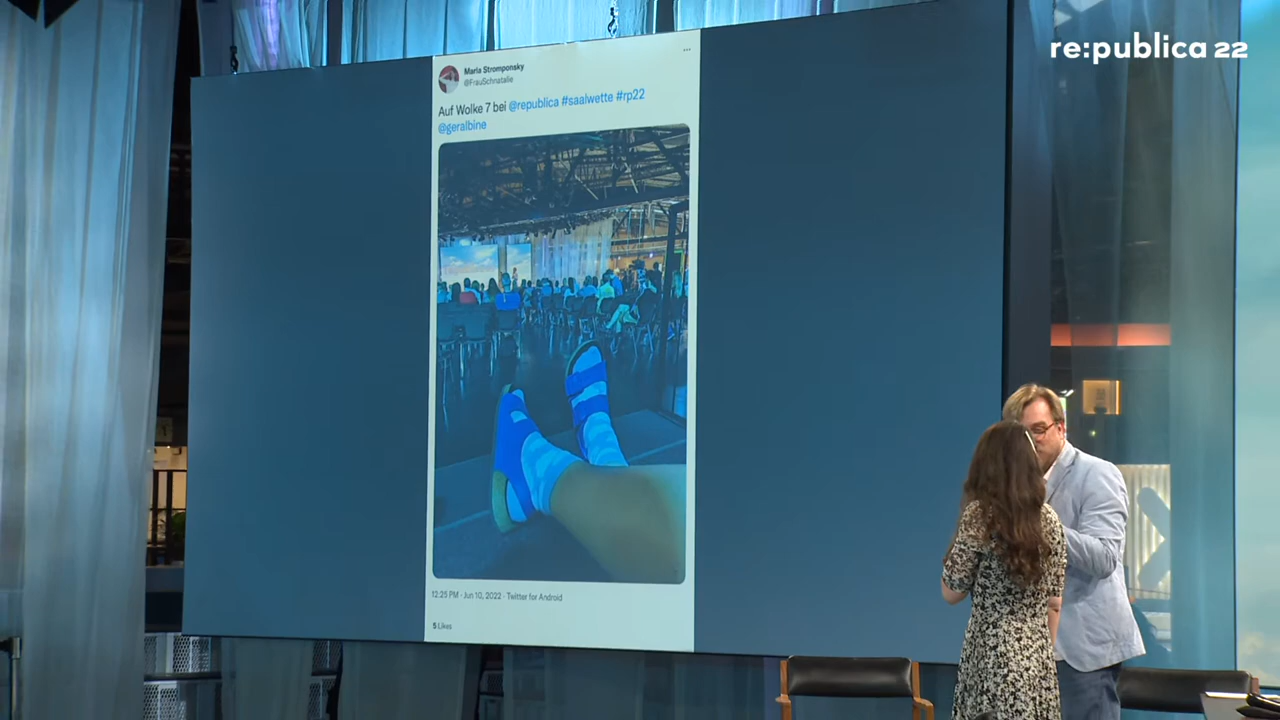 re:publica 22
Maria Stromponsky
@FrauSchnatalie
Auf Wolke 7 bei @republica #saalwette #rp22
@geralbine
12:25 PM · Jun 10, 2022 · Twitter for Android
5 Likes